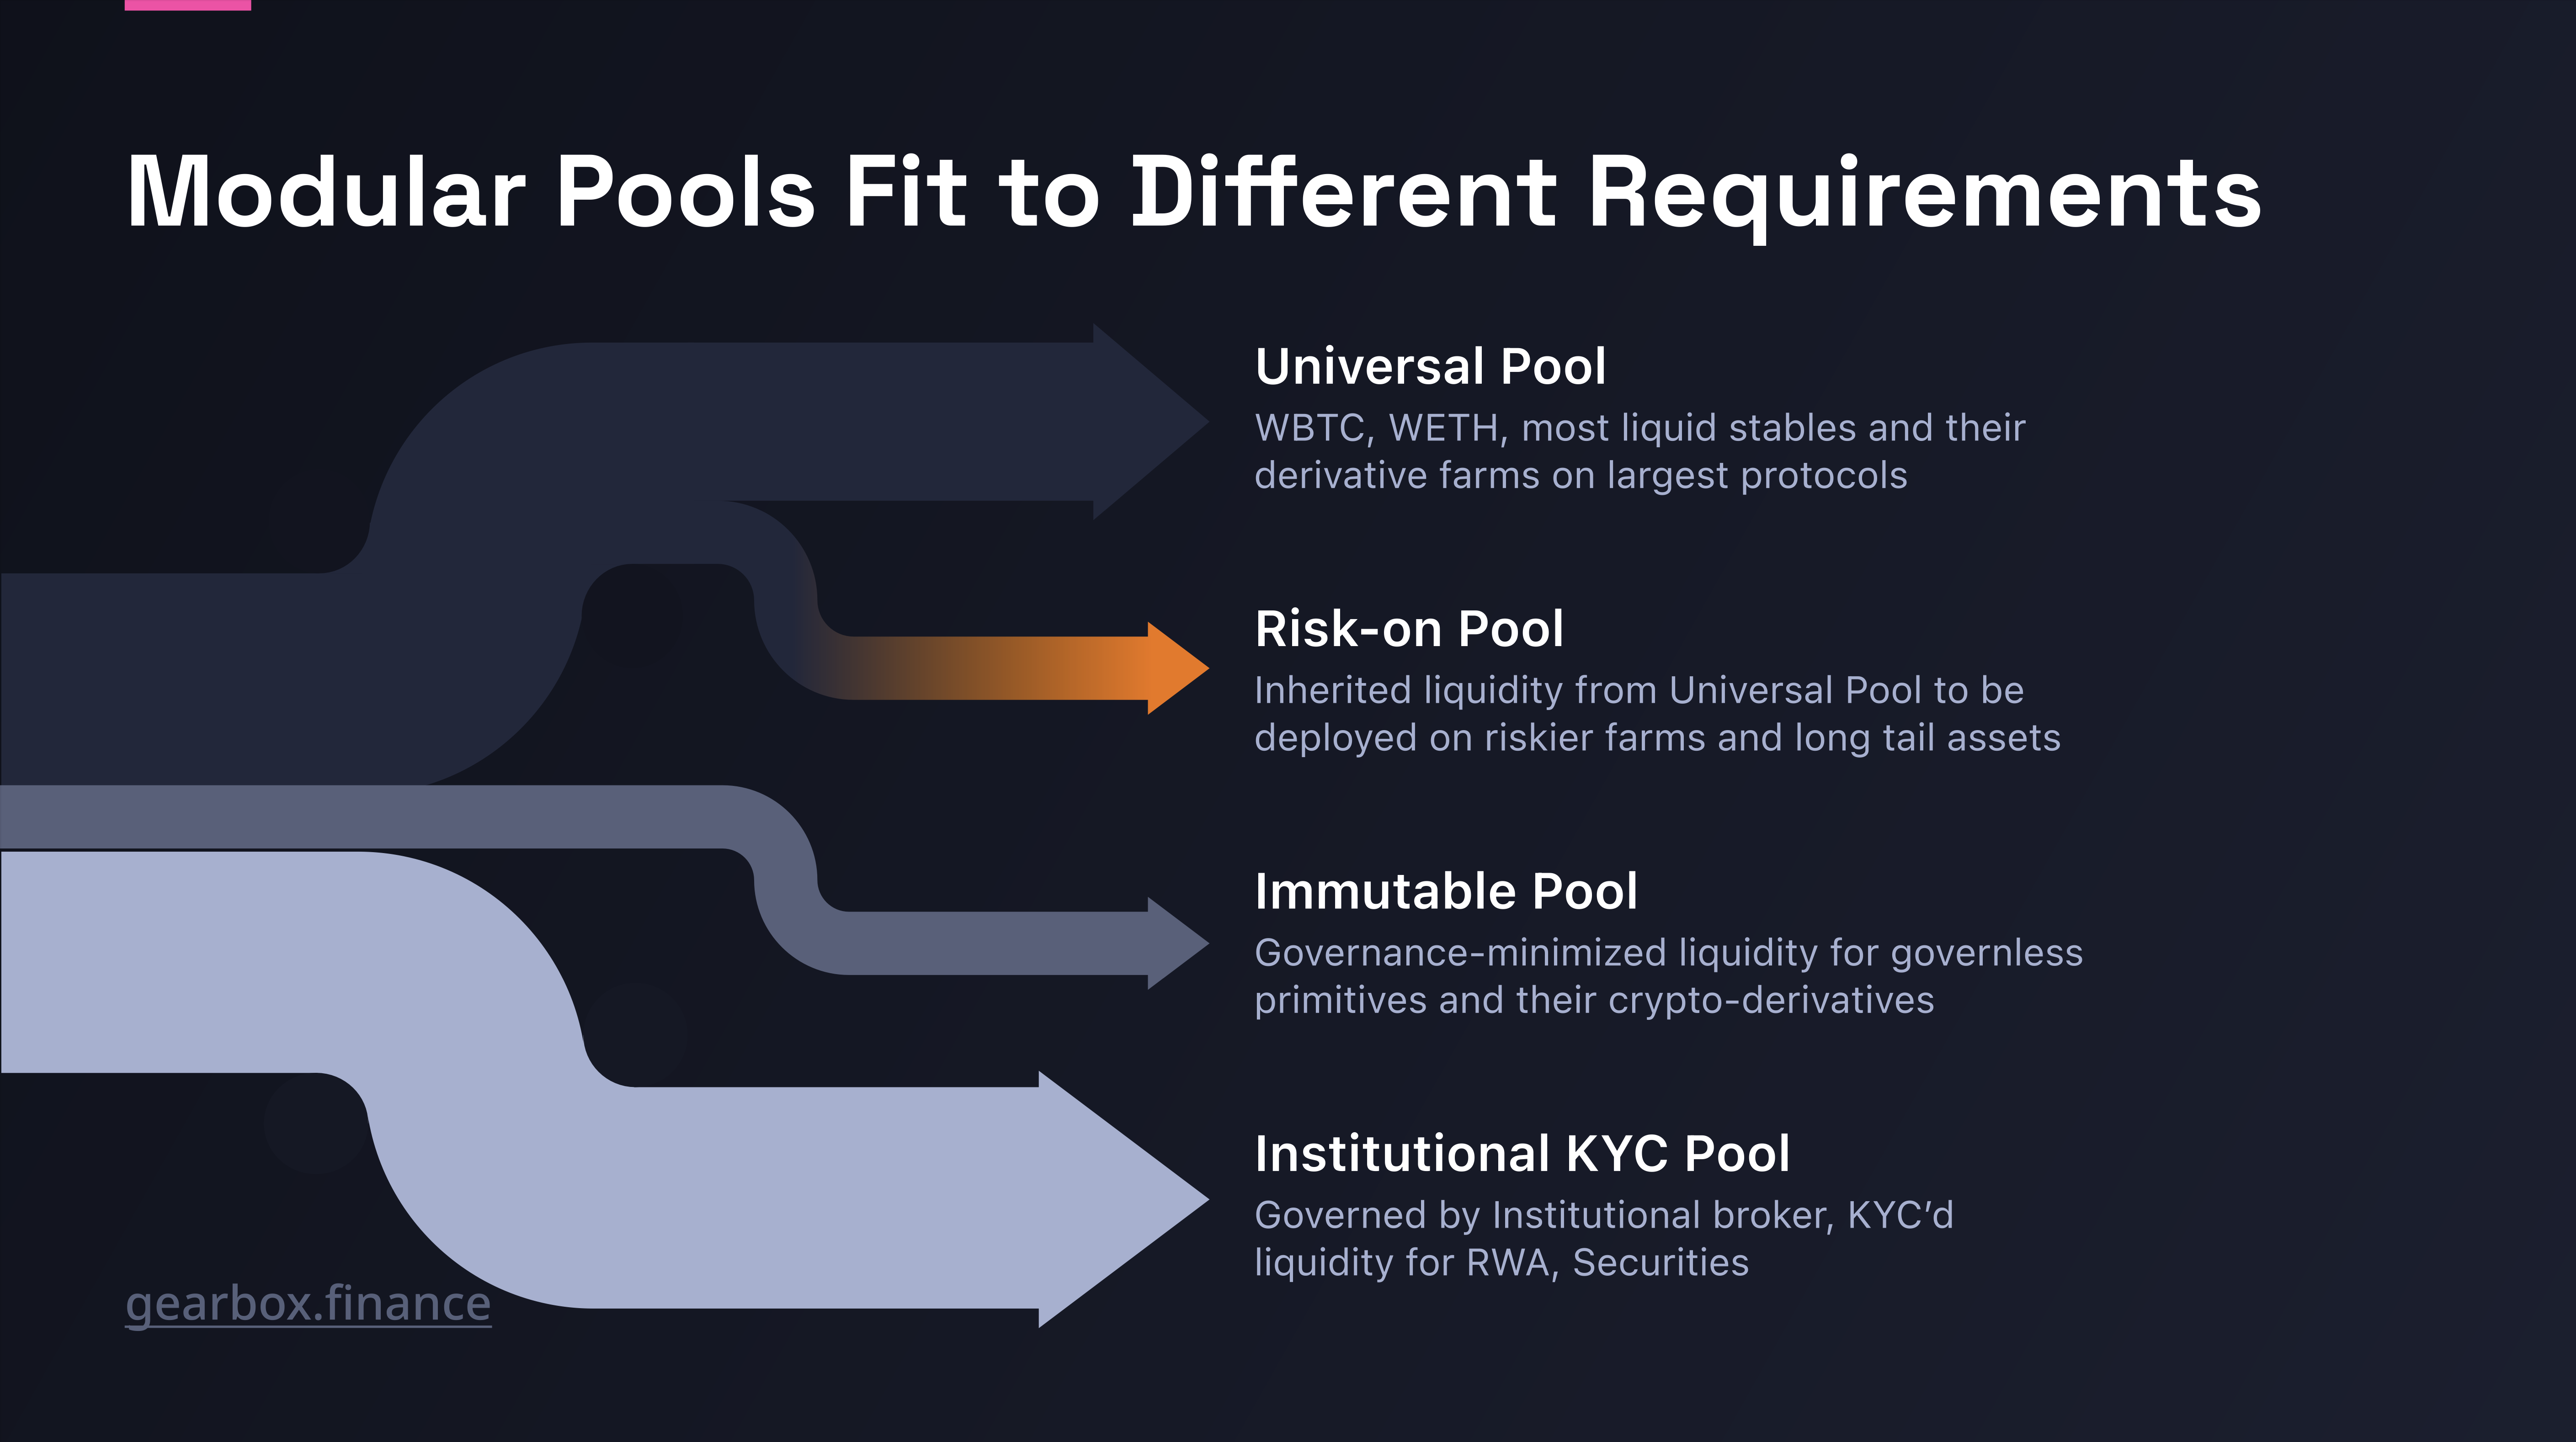 Modular Pools Fit to Different Requirements
Universal Pool
WBTC, WETH, most liquid stables and their
derivative farms on largest protocols
Risk-on Pool
Inherited liquidity from Universal Pool to be
deployed on riskier farms and long tail assets
Immutable Pool
Governance-minimized liquidity for governless
primitives and their crypto-derivatives
Institutional KYC Pool
Governed by Institutional broker, KYC’d
liquidity for RWA, Securities
gearbox.finance